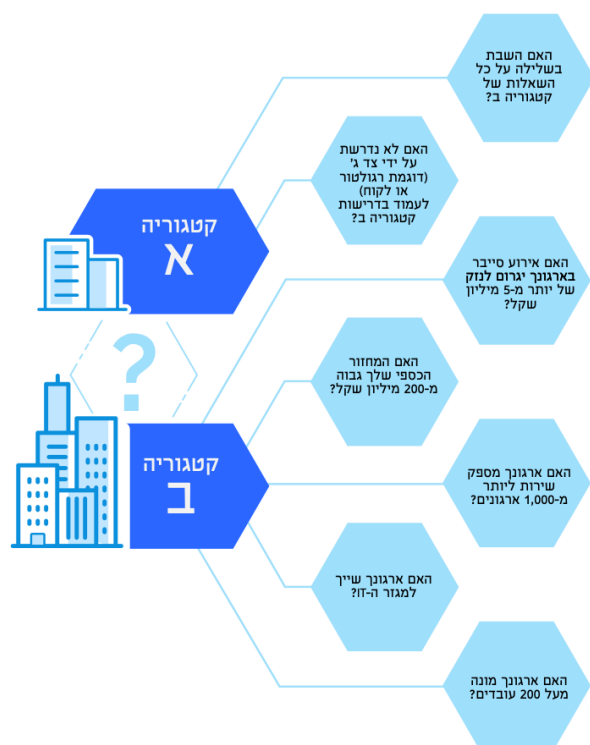 האם השבת
בשלילה על כל
השאלות של
קטגוריה ב?
האם לא נדרשת
על ידי צד ג'
(דוגמת רגולטור
או לקוח)
לעמוד בדרישות
קטגוריה ב?
קטגוריה
א
האם אירוע סייבר
בארגונך יגרום לנזק
של יותר מ-5 מיליון
שקל?
?
האם המחזור
הכספי שלך גבוה
מ-200 מיליון שקל?
קטגוריה
ב
האם ארגונך מספק
שירות ליותר
מ-1,000 ארגונים?
האם ארגונך שייך
למגזר ה-IT?
האם ארגונך מונה
מעל 200 עובדים?